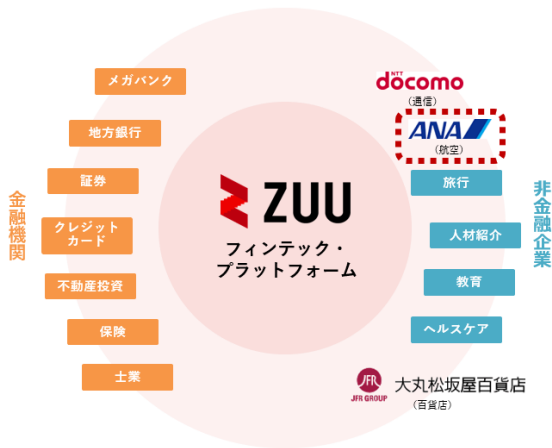 金融機関
メガバンク
地方銀行
証券
クレジット
カード
不動産投資
保険
士業
ZUU
フィンテック・
プラットフォーム
NTT
docomo
(通信)
ANA
(航空)
旅行
人材紹介
教育
ヘルスケア
JFR
JFR GROUP
大丸松坂屋百貨店
(百貨店)
非金融企業